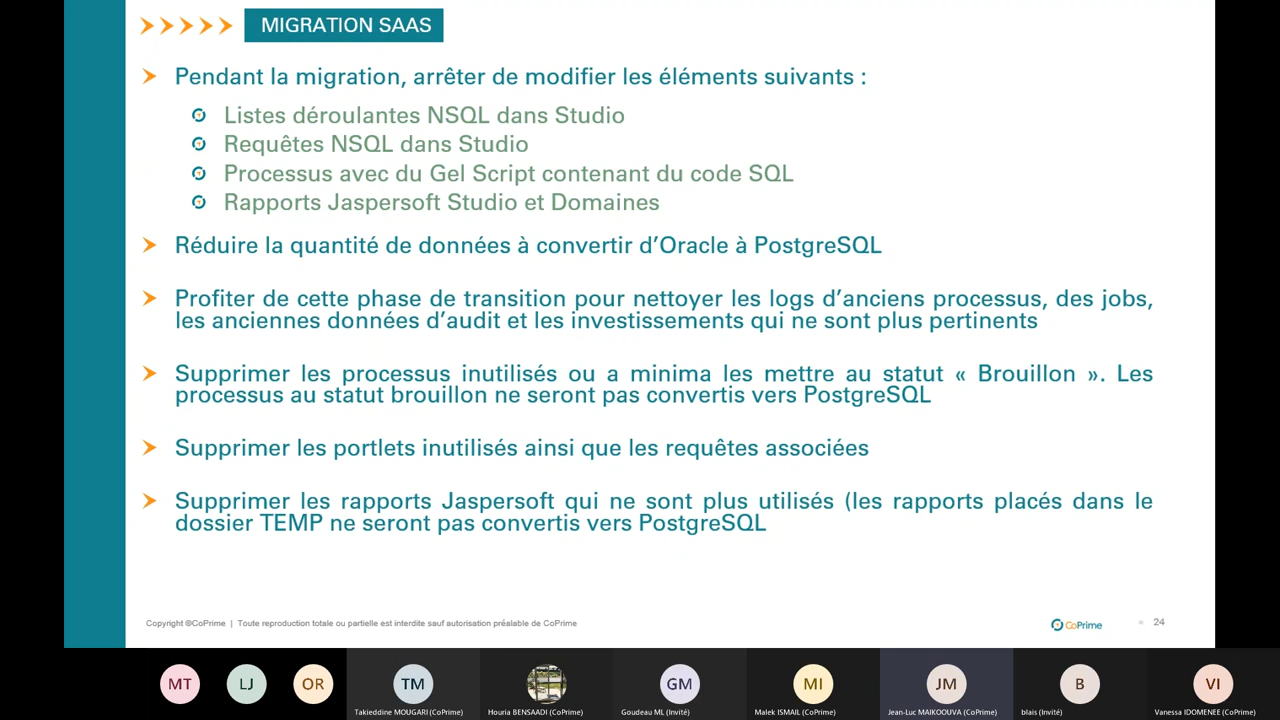 MIGRATION SAAS
Pendant la migration, arrêter de modifier les éléments suivants :
Listes déroulantes NSQL dans Studio
Requêtes NSQL dans Studio
Processus avec du Gel Script contenant du code SQL
Rapports Jaspersoft Studio et Domaines
Réduire la quantité de données à convertir d’Oracle à PostgreSQL
Profiter de cette phase de transition pour nettoyer les logs d’anciens processus, des jobs,
les anciennes données d’audit et les investissements qui ne sont plus pertinents
Supprimer les processus inutilisés ou a minima les mettre au statut « Brouillon ». Les
processus au statut brouillon ne seront pas convertis vers PostgreSQL
Supprimer les portlets inutilisés ainsi que les requêtes associées
Supprimer les rapports Jaspersoft qui ne sont plus utilisés (les rapports placés dans le
dossier TEMP ne seront pas convertis vers PostgreSQL
Copyright ©CoPrime | Toute reproduction totale ou partielle est interdite sauf autorisation préalable de CoPrime
CoPrime
24
MT LJ OR TM GM MI JM B VI
Takieddine MOUGARI (CoPrime) Houria BENSAADI (CoPrime) Goudeau ML (Invité) Malek ISMAIL (CoPrime) Jean-Luc MAIKOOUVA (CoPrime) blais (Invité) Vanessa IDOMENEE (CoPrime)